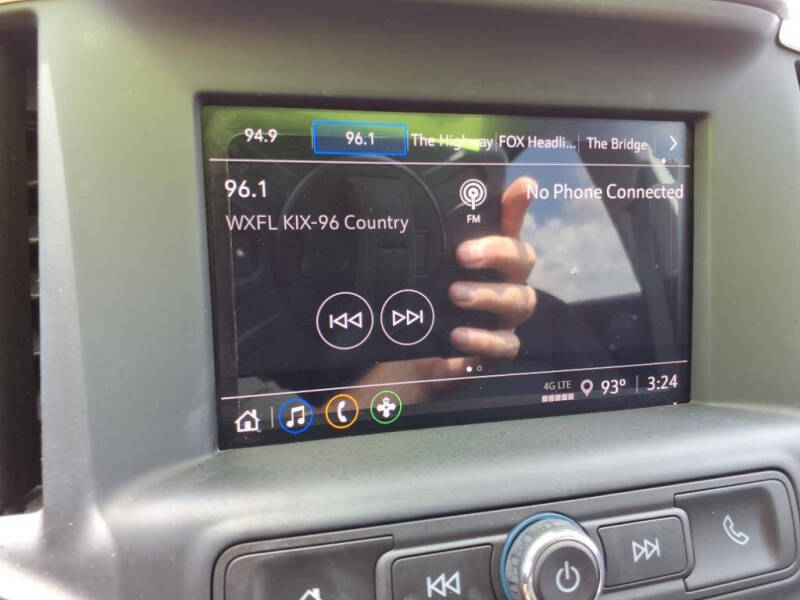 94.9 96.1 The Highway FOX Headli... The Bridge
96.1 FM No Phone Connected
WXFL KIX-96 Country
4G LTE 93° 3:24